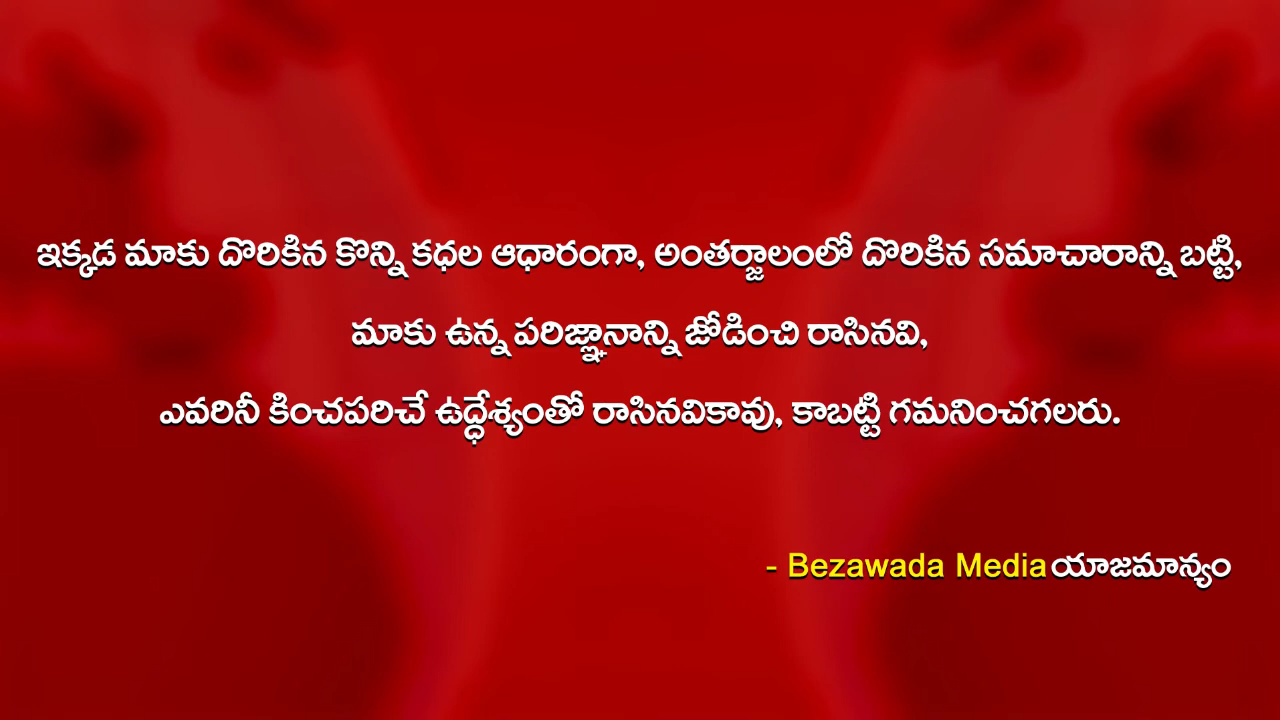 ఇక్కడ మాకు దొరికిన కొన్ని కధల ఆధారంగా, అంతర్జాలంలో దొరికిన సమాచారాన్ని బట్టి,
మాకు ఉన్న పరిజ్ఞానాన్ని జోడించి రాసినవి,
ఎవరినీ కించపరిచే ఉద్ధేశ్యంతో రాసినవికావు, కాబట్టి గమనించగలరు.
- Bezawada Media యాజమాన్యం